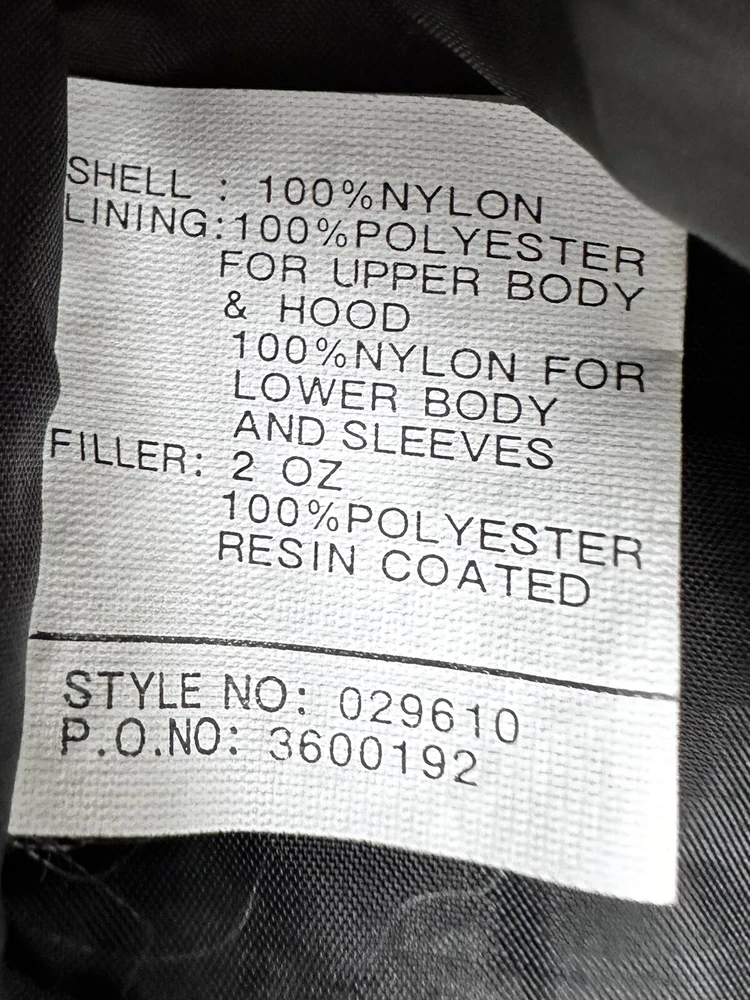 SHELL : 100%NYLON
LINING:100%POLYESTER
FOR UPPER BODY
& HOOD
100%NYLON FOR
LOWER BODY
AND SLEEVES
FILLER: 2 OZ
100%POLYESTER
RESIN COATED
STYLE NO: 029610
P.O.NO: 3600192